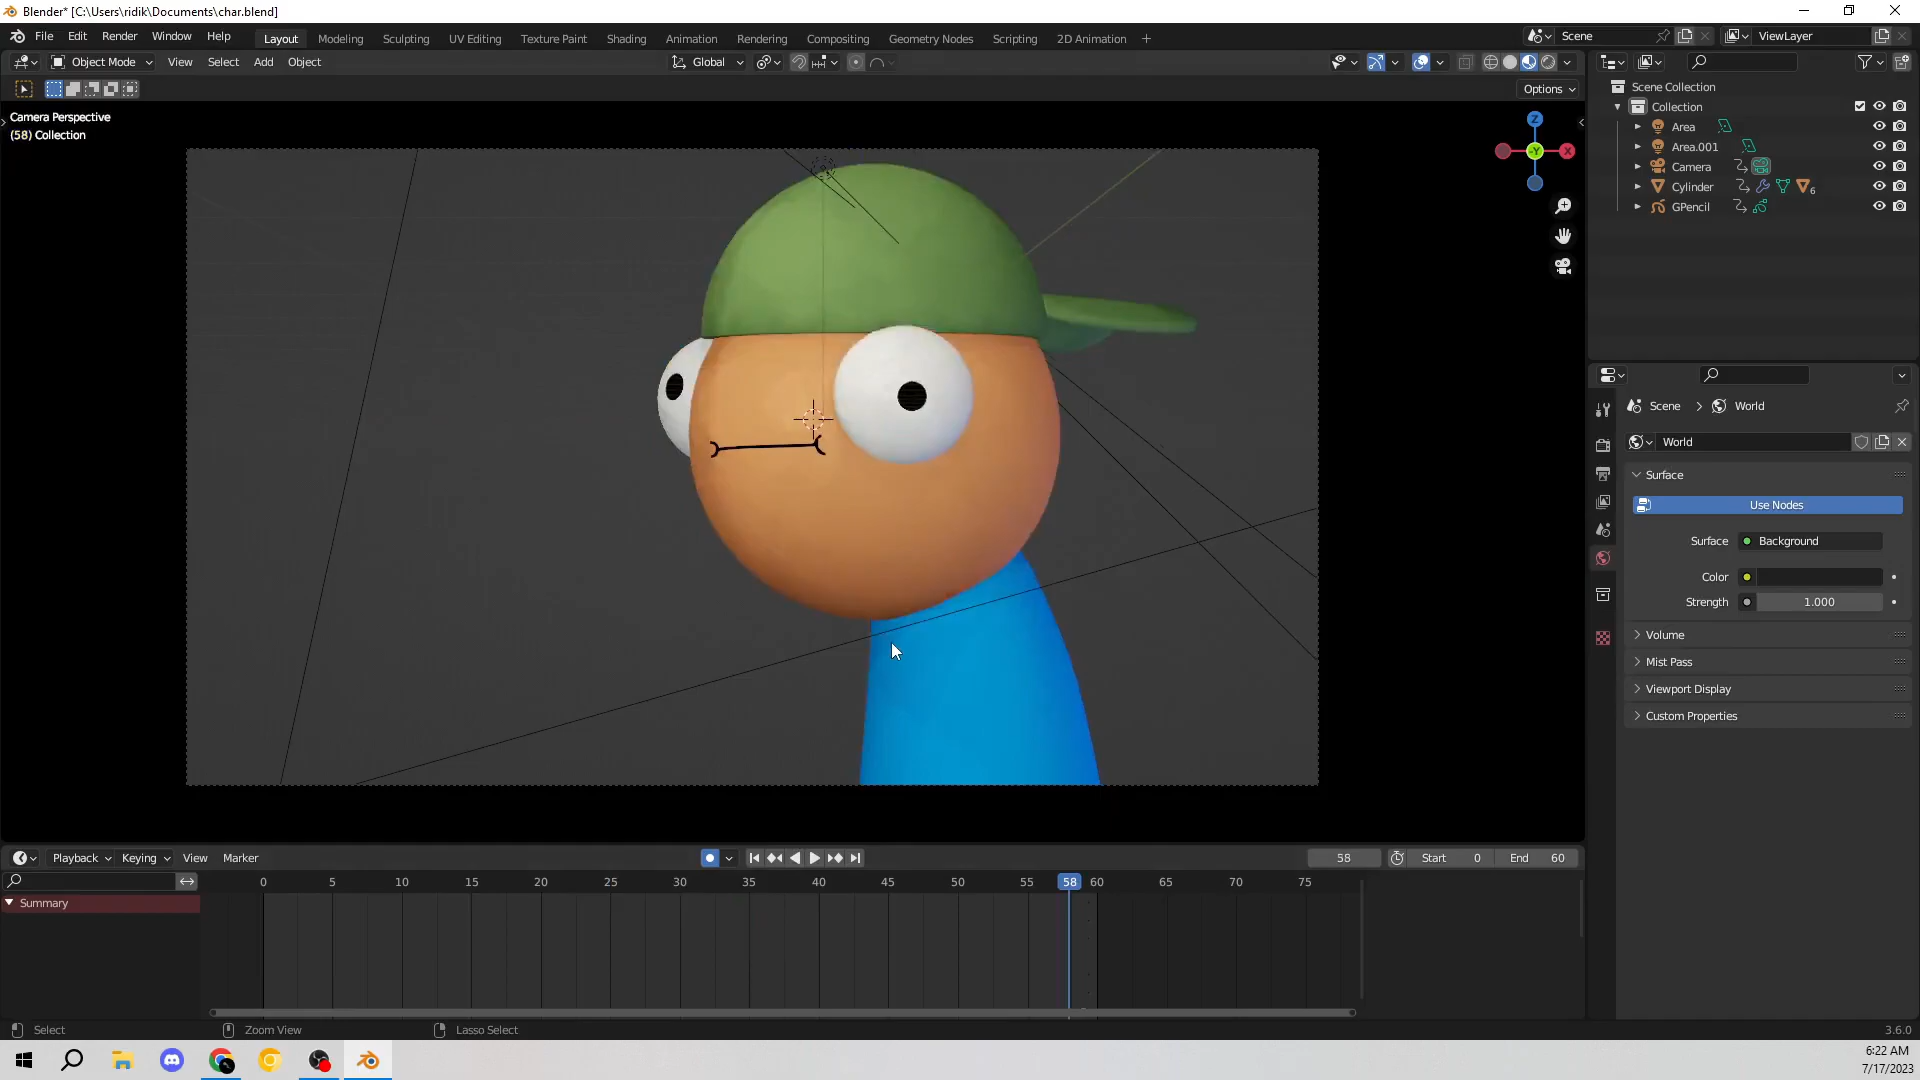 Blender* [C:\Users\ridik\Documents\char.blend]
File Edit Render Window Help Layout Modeling Sculpting UV Editing Texture Paint Shading Animation Rendering Compositing Geometry Nodes Scripting 2D Animation + Scene ViewLayer
Object Mode View Select Add Object Global
Options
Camera Perspective
(58) Collection
Z
-Y X
Scene Collection
Collection
Area
Area.001
Camera
Cylinder 6
GPencil
Scene > World
World
Surface
Use Nodes
Surface Background
Color
Strength 1.000
Volume
Mist Pass
Viewport Display
Custom Properties
Playback Keying View Marker 58 Start 0 End 60
0 5 10 15 20 25 30 35 40 45 50 55 58 60 65 70 75
Summary
Select Zoom View Lasso Select 3.6.0
6:22 AM
7/17/2023